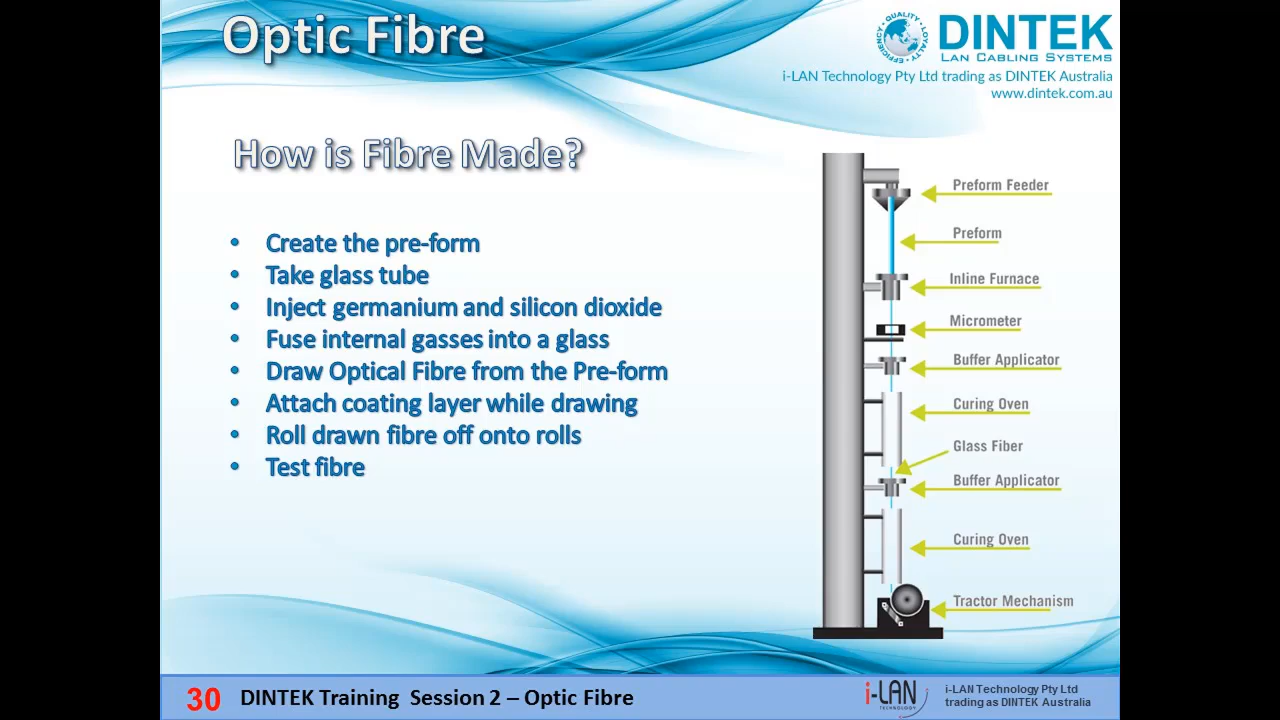 Optic Fibre
QUALITY LOYALTY EFFICIENCY
DINTEK
LAN CABLING SYSTEMS
i-LAN Technology Pty Ltd trading as DINTEK Australia
www.dintek.com.au
How is Fibre Made?
• Create the pre-form
• Take glass tube
• Inject germanium and silicon dioxide
• Fuse internal gasses into a glass
• Draw Optical Fibre from the Pre-form
• Attach coating layer while drawing
• Roll drawn fibre off onto rolls
• Test fibre
Preform Feeder
Preform
Inline Furnace
Micrometer
Buffer Applicator
Curing Oven
Glass Fiber
Buffer Applicator
Curing Oven
Tractor Mechanism
30 DINTEK Training Session 2 – Optic Fibre
i-LAN
TECHNOLOGY
i-LAN Technology Pty Ltd
trading as DINTEK Australia